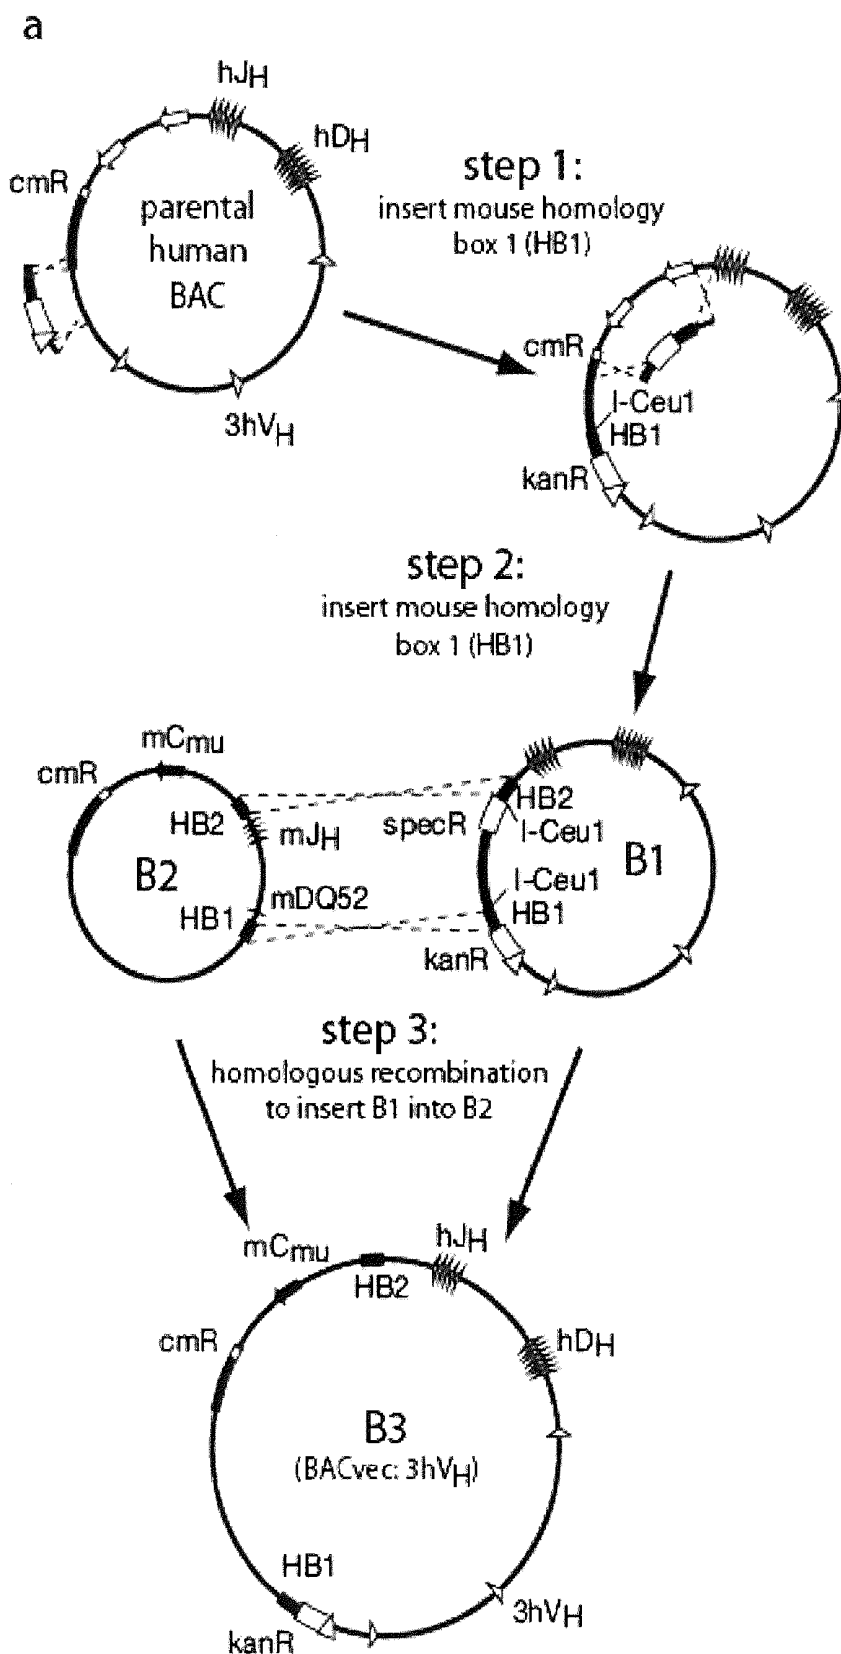 a
hJH
hDH
cmR
parental
human
BAC
3hVH
step 1:
insert mouse homology
box 1 (HB1)
cmR
I-Ceu1
HB1
kanR
step 2:
insert mouse homology
box 1 (HB1)
mCmu
cmR
HB2
mJH
B2
mDQ52
HB1
HB2
specR
I-Ceu1
B1
I-Ceu1
HB1
kanR
step 3:
homologous recombination
to insert B1 into B2
mCmu
hJH
HB2
cmR
hDH
B3
(BACvec: 3hVH)
HB1
3hVH
kanR